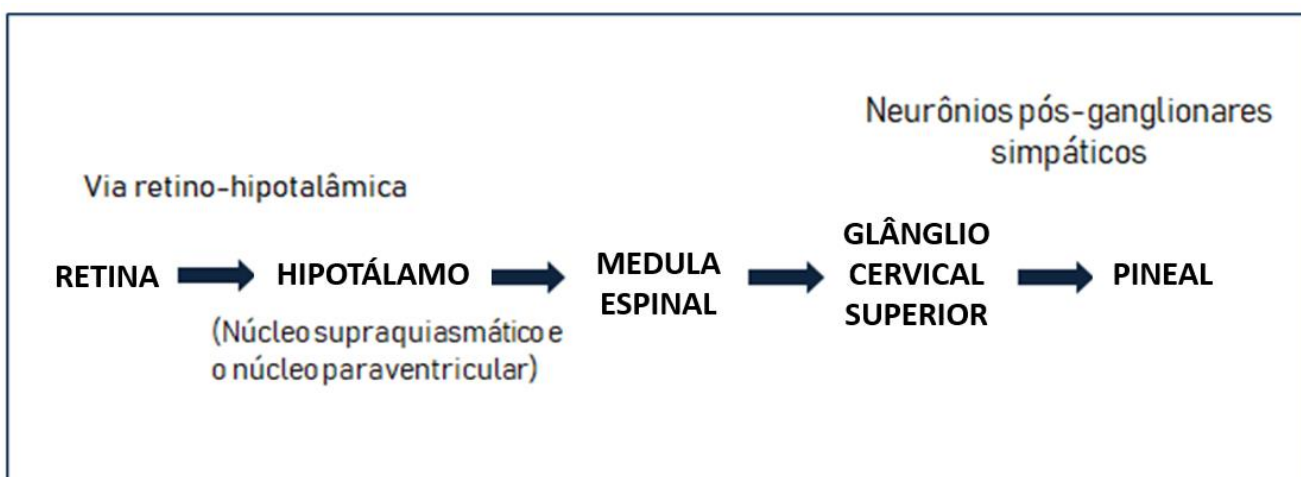 Neurônios pós-ganglionares
simpáticos
Via retino-hipotalâmica
RETINA
HIPOTÁLAMO
(Núcleo supraquiasmático e
o núcleo paraventricular)
MEDULA
ESPINAL
GLÂNGLIO
CERVICAL
SUPERIOR
PINEAL